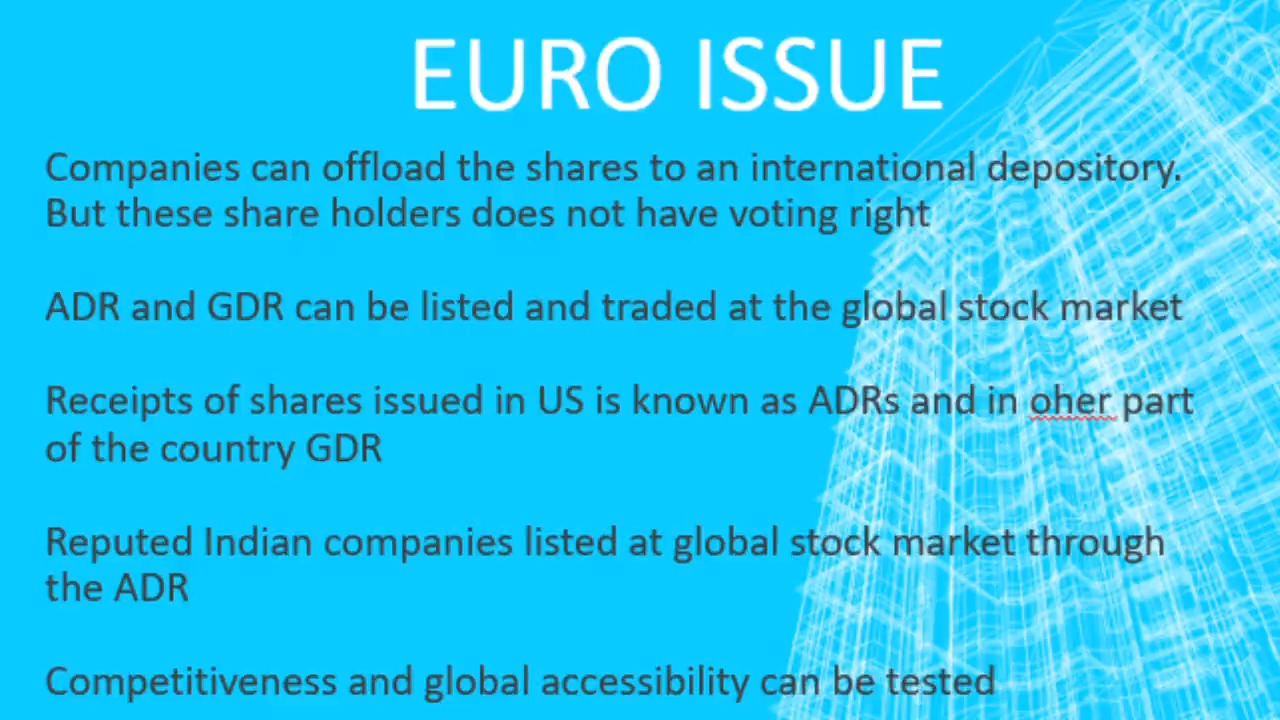 EURO ISSUE
Companies can offload the shares to an international depository.
But these share holders does not have voting right
ADR and GDR can be listed and traded at the global stock market
Receipts of shares issued in US is known as ADRs and in oher part
of the country GDR
Reputed Indian companies listed at global stock market through
the ADR
Competitiveness and global accessibility can be tested